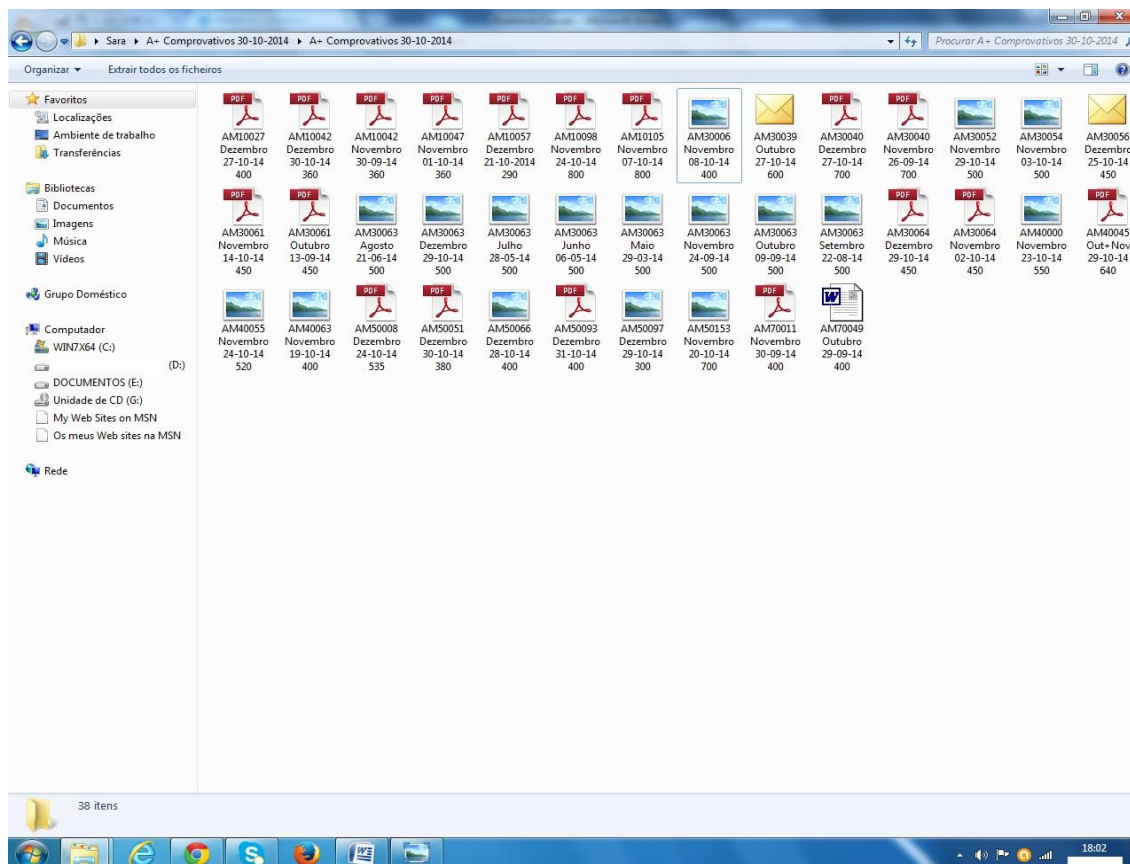 Sara ▸ A+ Comprovativos 30-10-2014 ▸ A+ Comprovativos 30-10-2014
Procurar A+ Comprovativos 30-10-2014
Organizar
Extrair todos os ficheiros
Favoritos
Localizações
Ambiente de trabalho
Transferências
Bibliotecas
Documentos
Imagens
Música
Vídeos
Grupo Doméstico
Computador
WIN7X64 (C:)
(D:)
DOCUMENTOS (E:)
Unidade de CD (G:)
My Web Sites on MSN
Os meus Web sites na MSN
Rede
AM10027 Dezembro 27-10-14 400
AM10042 Dezembro 30-10-14 360
AM10042 Novembro 30-09-14 360
AM10047 Novembro 01-10-14 360
AM10057 Dezembro 21-10-2014 290
AM10098 Novembro 24-10-14 800
AM10105 Novembro 07-10-14 800
AM30006 Novembro 08-10-14 400
AM30039 Outubro 27-10-14 600
AM30040 Dezembro 27-10-14 700
AM30040 Novembro 26-09-14 700
AM30052 Novembro 29-10-14 500
AM30054 Novembro 03-10-14 500
AM30056 Dezembro 25-10-14 450
AM30061 Novembro 14-10-14 450
AM30061 Outubro 13-09-14 450
AM30063 Agosto 21-06-14 500
AM30063 Dezembro 29-10-14 500
AM30063 Julho 28-05-14 500
AM30063 Junho 06-05-14 500
AM30063 Maio 29-03-14 500
AM30063 Novembro 24-09-14 500
AM30063 Outubro 09-09-14 500
AM30063 Setembro 22-08-14 500
AM30064 Dezembro 29-10-14 450
AM30064 Novembro 02-10-14 450
AM40000 Novembro 23-10-14 550
AM40045 Out+Nov 29-10-14 640
AM40055 Novembro 24-10-14 520
AM40063 Novembro 19-10-14 400
AM50008 Dezembro 24-10-14 535
AM50051 Dezembro 30-10-14 380
AM50066 Dezembro 28-10-14 400
AM50093 Dezembro 31-10-14 400
AM50097 Dezembro 29-10-14 300
AM50153 Novembro 20-10-14 700
AM70011 Novembro 30-09-14 400
AM70049 Outubro 29-09-14 400
38 itens
18:02